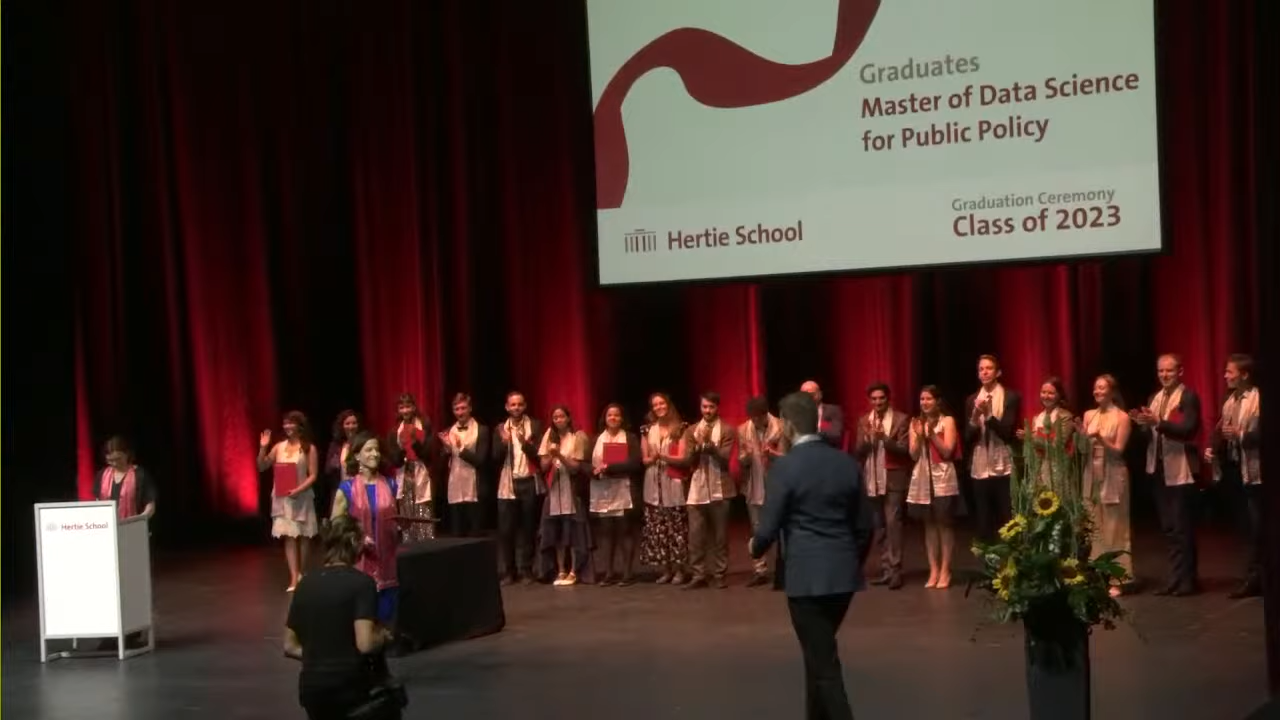 Graduates
Master of Data Science
for Public Policy
Graduation Ceremony
Class of 2023
Hertie School
Hertie School